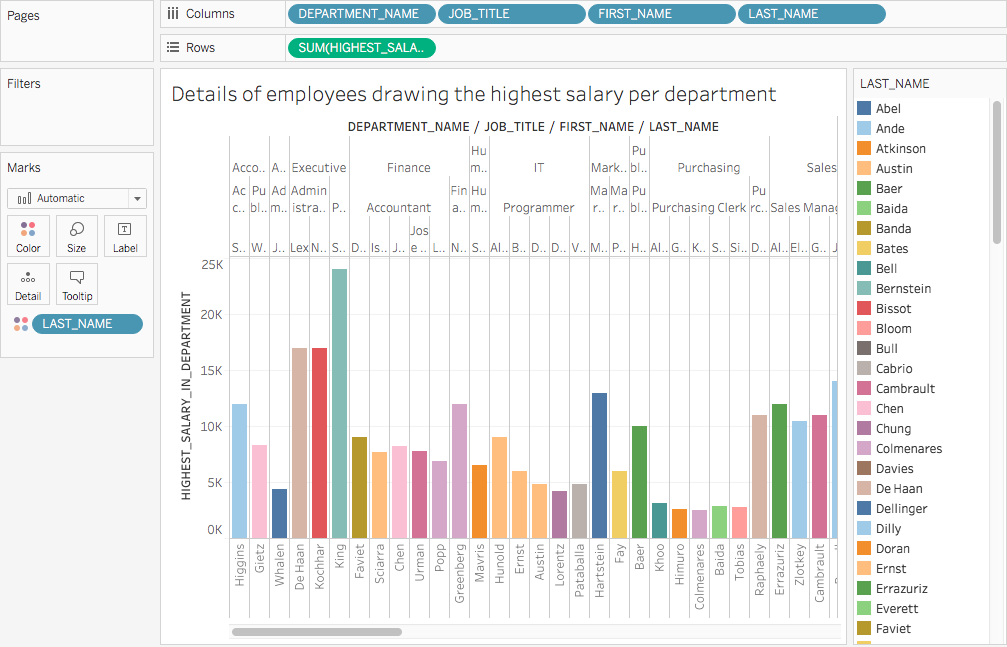 Pages
Columns
DEPARTMENT_NAME JOB_TITLE FIRST_NAME LAST_NAME
Rows
SUM(HIGHEST_SALA..
Filters
Marks
Automatic
Color Size Label
Detail Tooltip
LAST_NAME
Details of employees drawing the highest salary per department
DEPARTMENT_NAME / JOB_TITLE / FIRST_NAME / LAST_NAME
Hu Pu
Acco.. A.. Executive Finance m.. IT Mark.. bl.. Purchasing Sales
Ac Pu Ad Admin Fin Hu Ma Ma Pu Pu
c.. bl.. m.. istra.. P.. Accountant a.. m.. Programmer r.. r.. bl.. Purchasing Clerk rc.. Sales Manag
Jos
S.. W.. J.. Lex N.. S.. D.. Is.. J.. e .. L.. N.. S.. Al.. B.. D.. D.. V.. M.. P.. H.. Al.. G.. K.. S.. Si.. D.. Al.. El.. G..
HIGHEST_SALARY_IN_DEPARTMENT
25K
20K
15K
10K
5K
0K
Higgins
Gietz
Whalen
De Haan
Kochhar
King
Faviet
Sciarra
Chen
Urman
Popp
Greenberg
Mavris
Hunold
Ernst
Austin
Lorentz
Pataballa
Hartstein
Fay
Baer
Khoo
Himuro
Colmenares
Baida
Tobias
Raphaely
Errazuriz
Zlotkey
Cambrault
LAST_NAME
Abel
Ande
Atkinson
Austin
Baer
Baida
Banda
Bates
Bell
Bernstein
Bissot
Bloom
Bull
Cabrio
Cambrault
Chen
Chung
Colmenares
Davies
De Haan
Dellinger
Dilly
Doran
Ernst
Errazuriz
Everett
Faviet